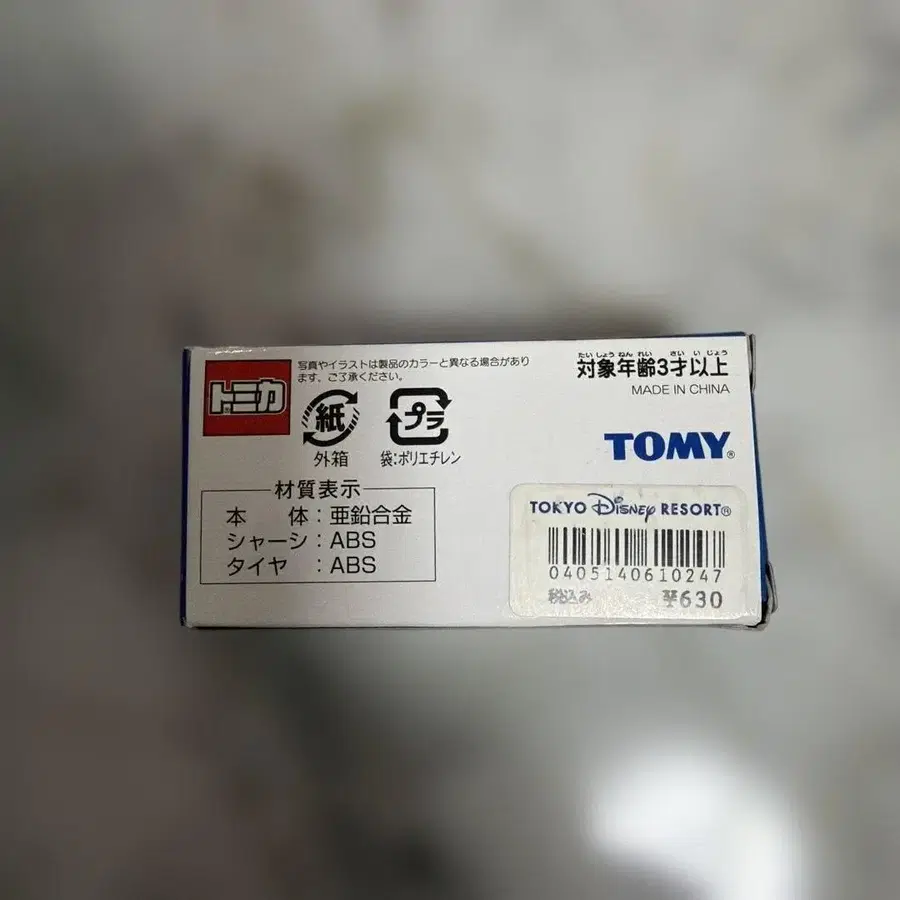 トミカ®
写真やイラストは製品のカラーと異なる場合があり
ます。ご了承ください。
紙
外箱
プラ
袋:ポリエチレン
材質表示
本　体：亜鉛合金
シャーシ：ABS
タイヤ　：ABS
たいしょうねんれい　さいいじょう
対象年齢3才以上
MADE IN CHINA
TOMY®
TOKYO Disney RESORT®
0405140610247
税込み ¥630